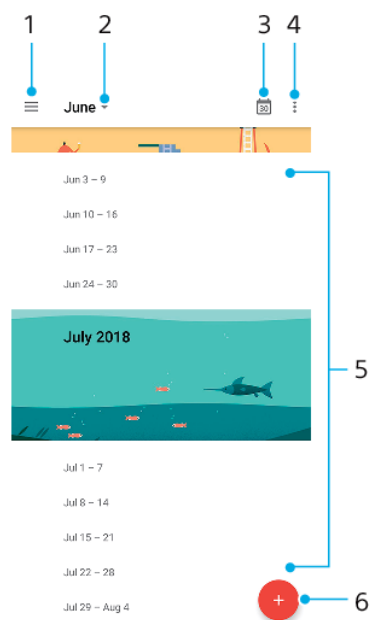 1 2 3 4
June
30
Jun 3 – 9
Jun 10 – 16
Jun 17 – 23
Jun 24 – 30
July 2018
5
Jul 1 – 7
Jul 8 – 14
Jul 15 – 21
Jul 22 – 28
Jul 29 – Aug 4
+ 6